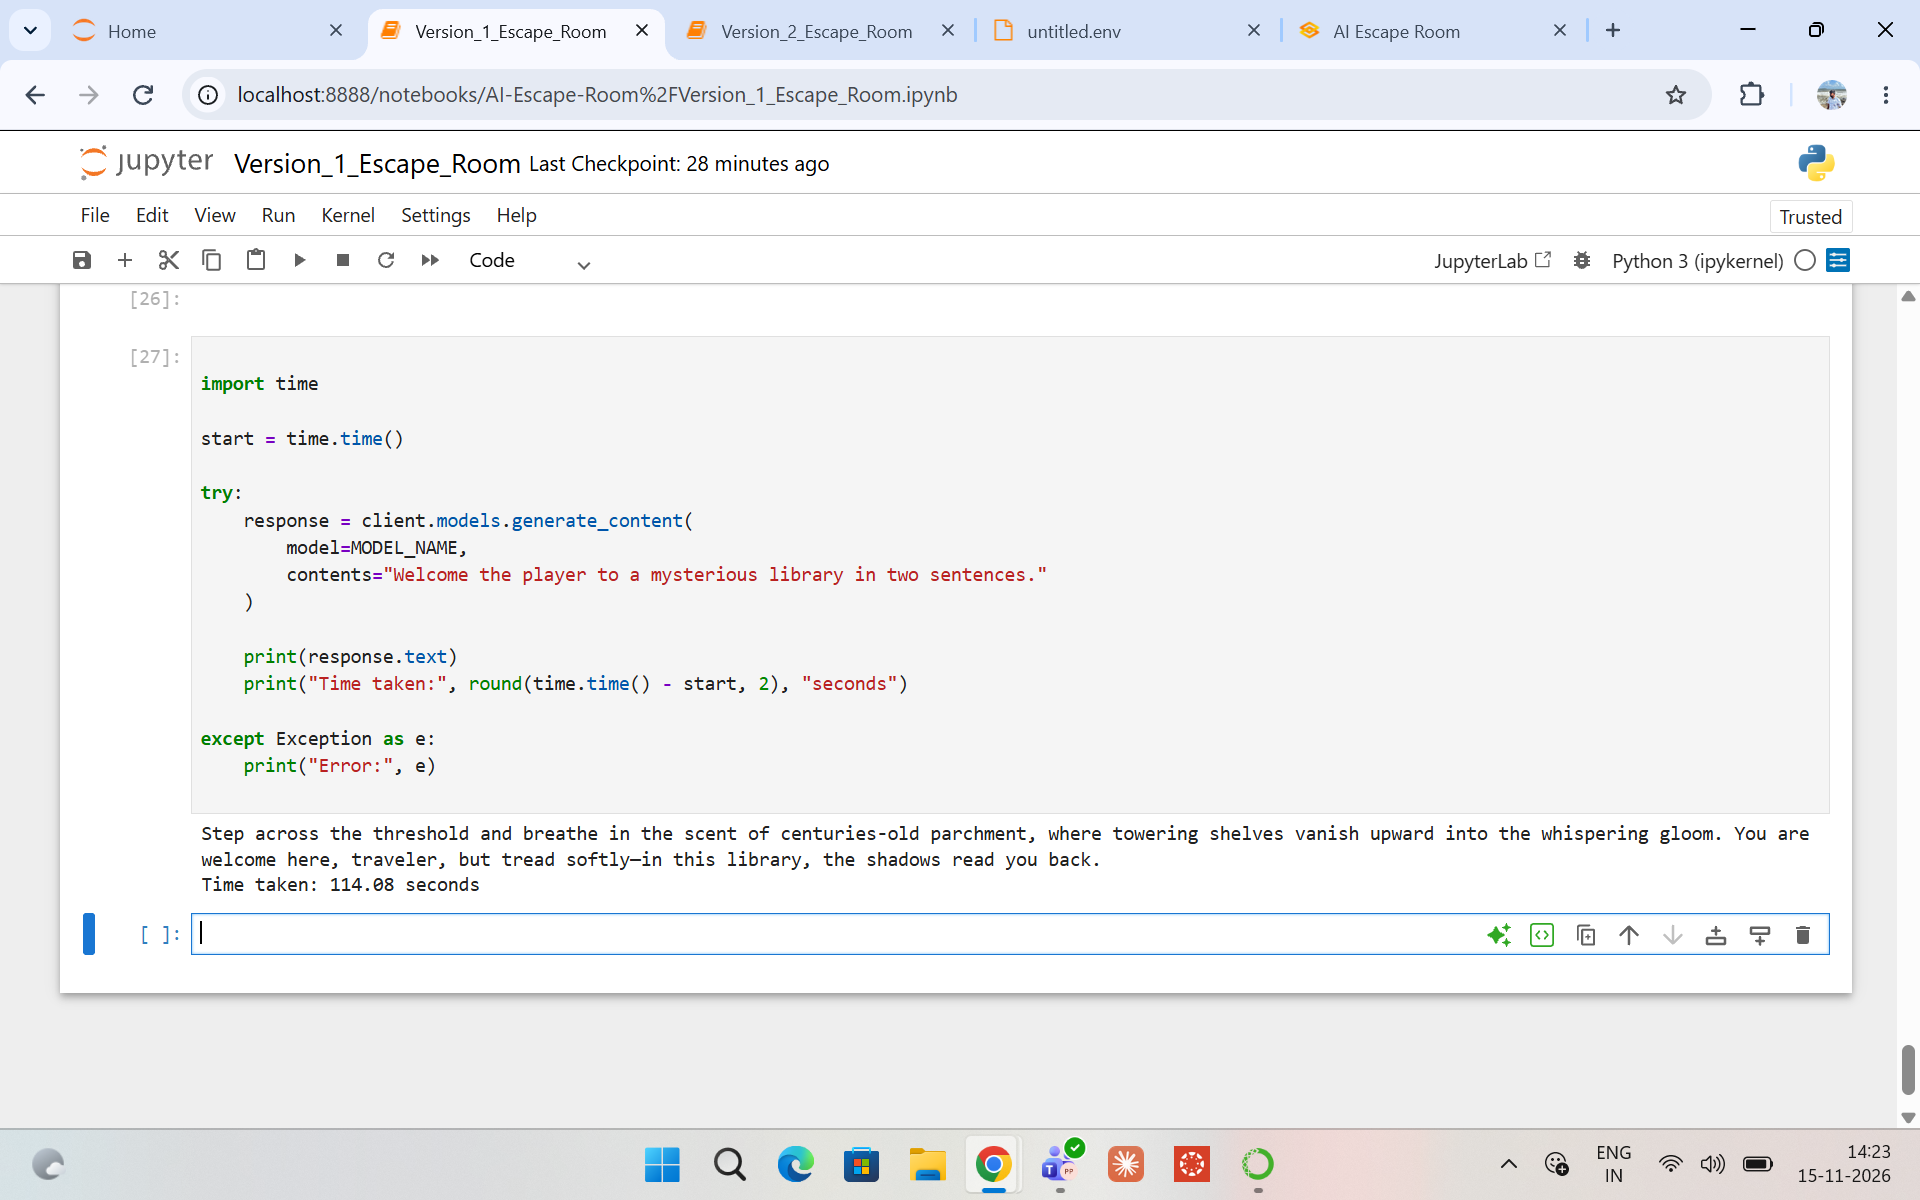 Home
Version_1_Escape_Room
Version_2_Escape_Room
untitled.env
AI Escape Room
localhost:8888/notebooks/AI-Escape-Room%2FVersion_1_Escape_Room.ipynb
jupyter Version_1_Escape_Room Last Checkpoint: 28 minutes ago
File Edit View Run Kernel Settings Help
Trusted
Code
JupyterLab
Python 3 (ipykernel)
[26]:
[27]:
import time
start = time.time()
try:
    response = client.models.generate_content(
        model=MODEL_NAME,
        contents="Welcome the player to a mysterious library in two sentences."
    )
    print(response.text)
    print("Time taken:", round(time.time() - start, 2), "seconds")
except Exception as e:
    print("Error:", e)
Step across the threshold and breathe in the scent of centuries-old parchment, where towering shelves vanish upward into the whispering gloom. You are
welcome here, traveler, but tread softly—in this library, the shadows read you back.
Time taken: 114.08 seconds
[ ]:
T
PP
ENG
IN
14:23
15-11-2026